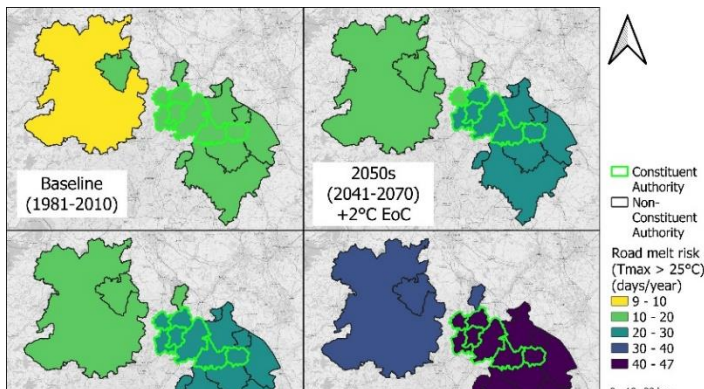 Baseline
(1981-2010)
2050s
(2041-2070)
+2°C EoC
Constituent
Authority
Non-
Constituent
Authority
Road melt risk
(Tmax > 25°C)
(days/year)
9 - 10
10 - 20
20 - 30
30 - 40
40 - 47